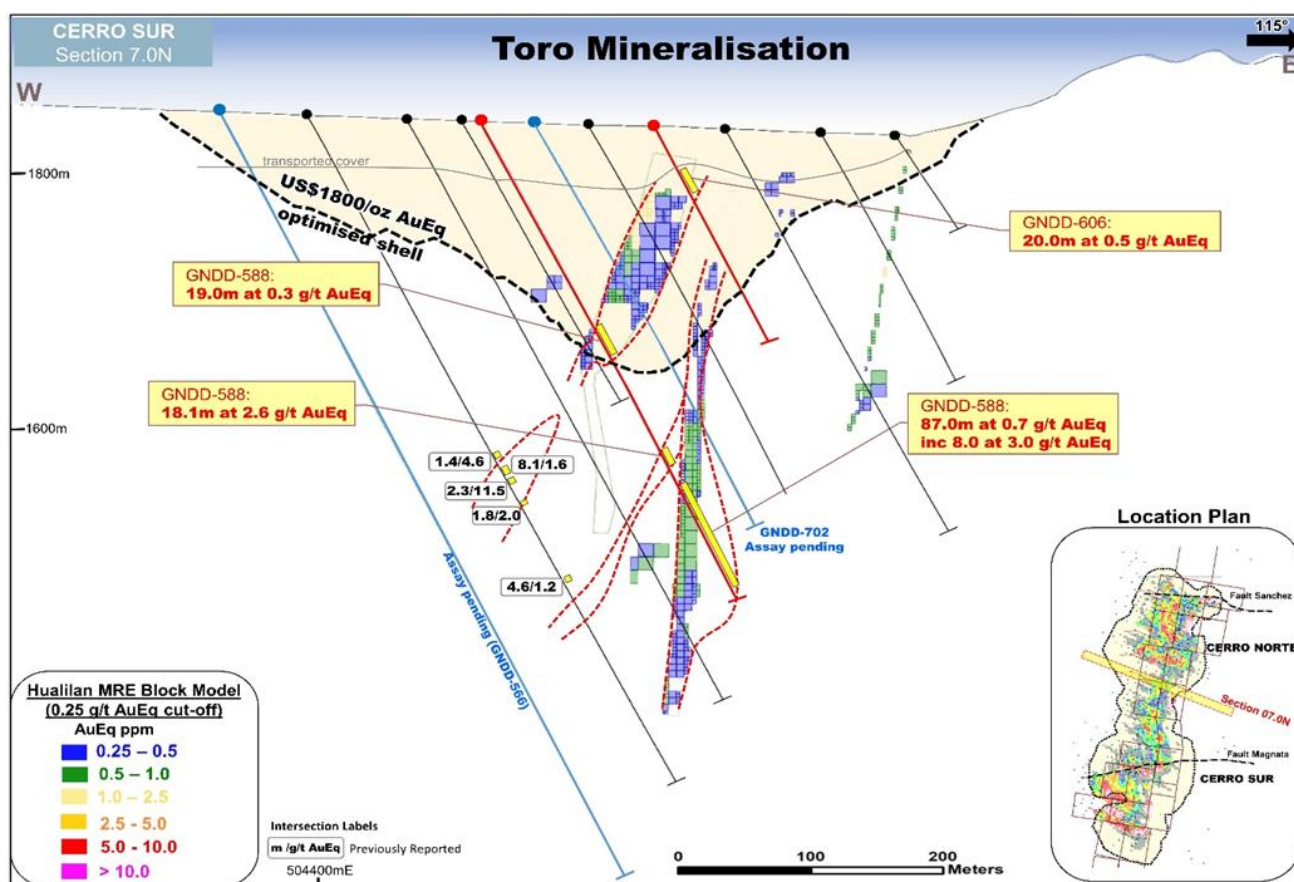 CERRO SUR
Section 7.0N
Toro Mineralisation
115°
W
E
transported cover
1800m
US$1800/oz AuEq
optimised shell
GNDD-606:
20.0m at 0.5 g/t AuEq
GNDD-588:
19.0m at 0.3 g/t AuEq
GNDD-588:
18.1m at 2.6 g/t AuEq
GNDD-588:
87.0m at 0.7 g/t AuEq
inc 8.0 at 3.0 g/t AuEq
1600m
1.4/4.6
8.1/1.6
2.3/11.5
1.8/2.0
4.6/1.2
GNDD-702
Assay pending
Assay pending (GNDD-566)
Location Plan
Fault Sanchez
CERRO NORTE
Section 07.0N
Fault Magnata
CERRO SUR
Hualilan MRE Block Model
(0.25 g/t AuEq cut-off)
AuEq ppm
0.25 – 0.5
0.5 – 1.0
1.0 – 2.5
2.5 - 5.0
5.0 - 10.0
> 10.0
Intersection Labels
m /g/t AuEq Previously Reported
504400mE
0 100 200
Meters